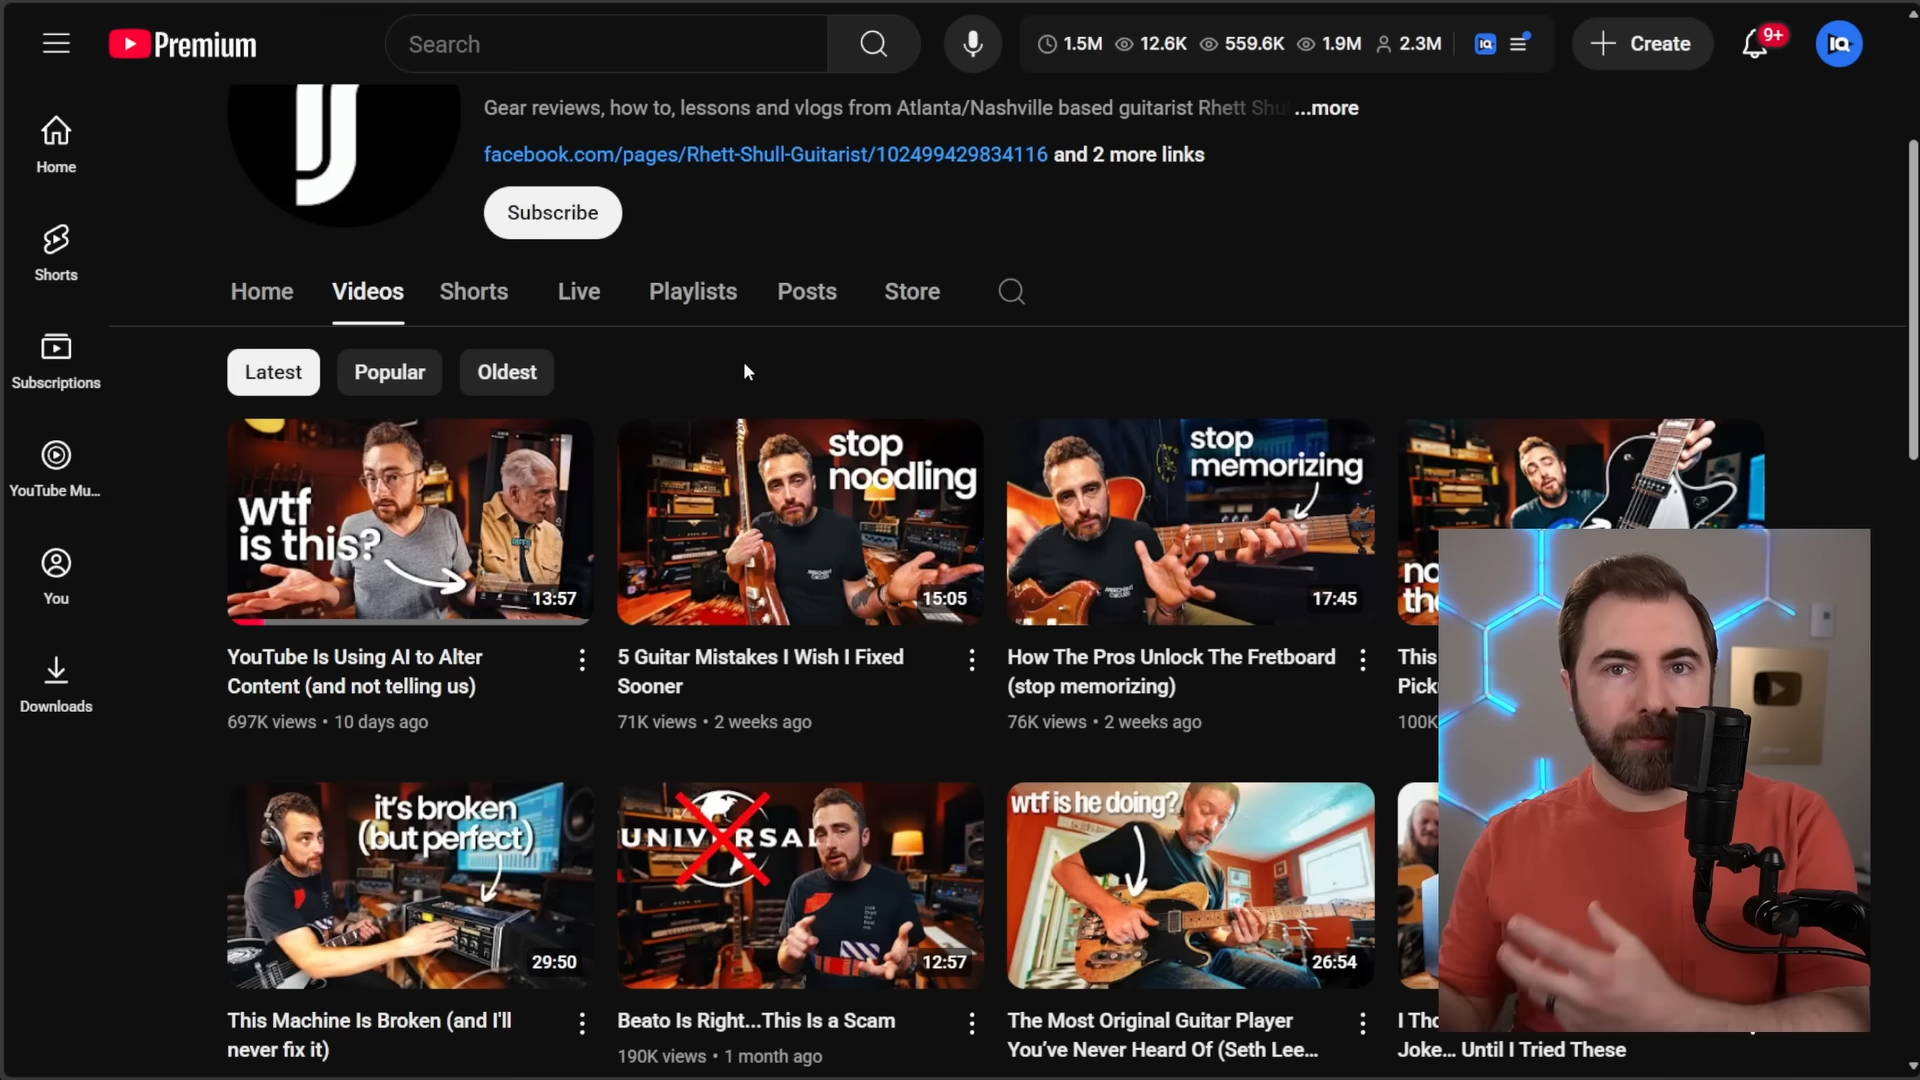 Premium
Search
1.5M 12.6K 559.6K 1.9M 2.3M
IQ
Create
9+
IQ
Home
Shorts
Subscriptions
YouTube Mu...
You
Downloads
Gear reviews, how to, lessons and vlogs from Atlanta/Nashville based guitarist Rhett Shu ...more
facebook.com/pages/Rhett-Shull-Guitarist/102499429834116 and 2 more links
Subscribe
Home Videos Shorts Live Playlists Posts Store
Latest Popular Oldest
wtf
is this?
13:57
stop
noodling
15:05
stop
memorizing
17:45
no
the
YouTube Is Using AI to Alter
Content (and not telling us)
697K views • 10 days ago
5 Guitar Mistakes I Wish I Fixed
Sooner
71K views • 2 weeks ago
How The Pros Unlock The Fretboard
(stop memorizing)
76K views • 2 weeks ago
This
Pick
100K
it's broken
(but perfect)
29:50
UNIVERSAL
12:57
wtf is he doing?
26:54
This Machine Is Broken (and I'll
never fix it)
Beato Is Right...This Is a Scam
190K views • 1 month ago
The Most Original Guitar Player
You've Never Heard Of (Seth Lee...
I Tho
Joke... Until I Tried These